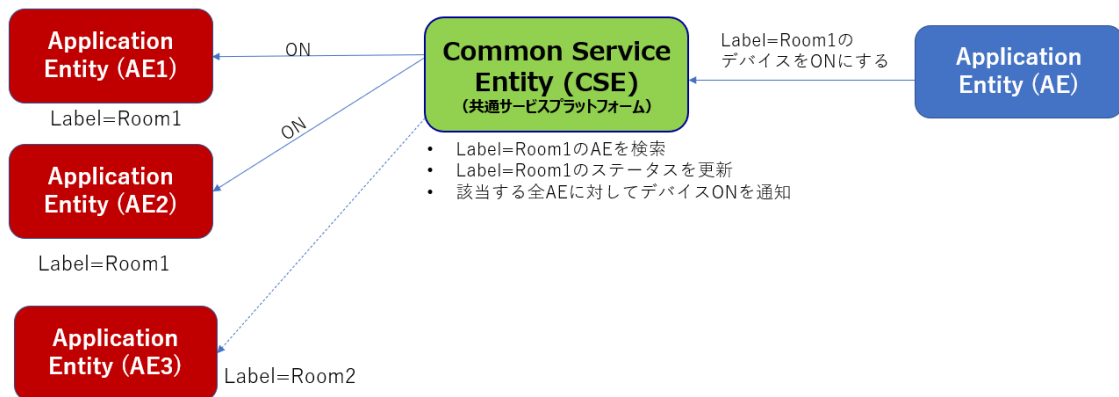 Application
Entity (AE1)
Label=Room1
ON
Common Service
Entity (CSE)
（共通サービスプラットフォーム）
Label=Room1の
デバイスをONにする
Application
Entity (AE)
ON
Application
Entity (AE2)
Label=Room1
• Label=Room1のAEを検索
• Label=Room1のステータスを更新
• 該当する全AEに対してデバイスONを通知
Application
Entity (AE3)
Label=Room2